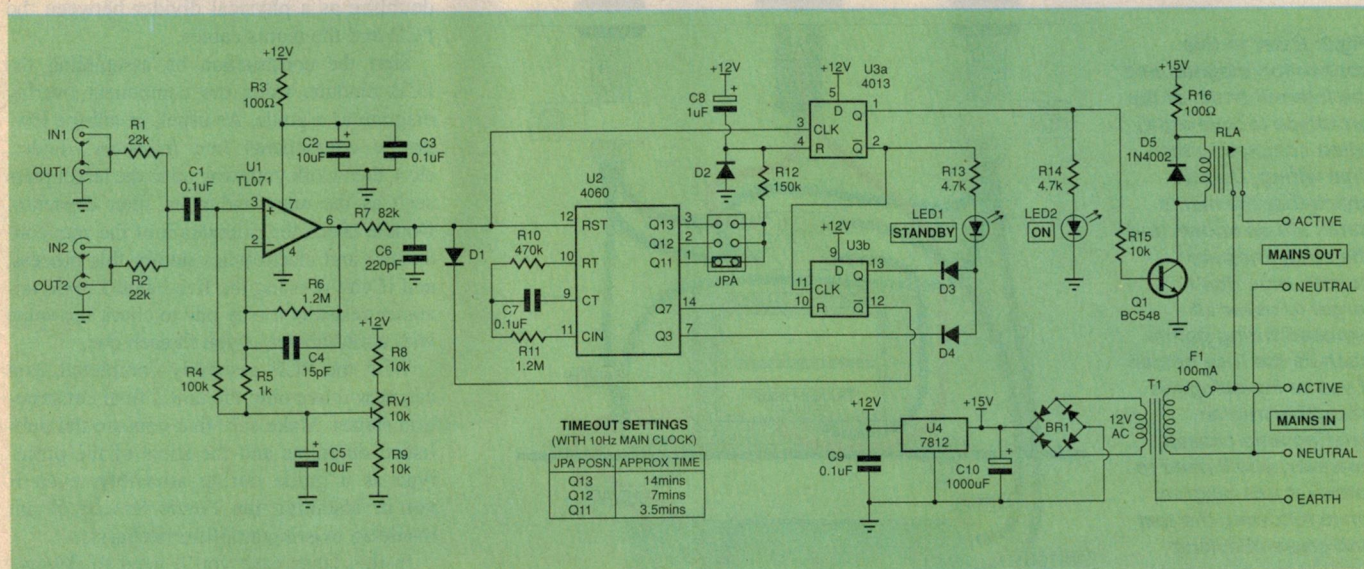 +12V
R3
100Ω
IN1
OUT1
R1
22k
C1
0.1uF
U1
TL071
C2
10uF
+
C3
0.1uF
3
+
2
−
7
4
6
IN2
OUT2
R2
22k
R7 82k
C6
220pF
D1
R6
1.2M
C4
15pF
R4
100k
R5
1k
+12V
R8
10k
RV1
10k
R9
10k
C5
10uF
+
U2
4060
12 RST
10 RT
9 CT
11 CIN
Q13 3
Q12 2
Q11 1
Q7 14
Q3 7
R10
470k
C7
0.1uF
R11
1.2M
JPA
+12V
C8
1uF
+
D2
R12
150k
+12V
U3a
4013
5
D
Q
1
3
CLK
4
R
Q
2
+12V
U3b
9
D
Q
13
11
CLK
10
R
Q
12
R13
4.7k
LED1
STANDBY
D3
D4
R14
4.7k
LED2
ON
+15V
R16
100Ω
D5
1N4002
RLA
R15
10k
Q1
BC548
ACTIVE
MAINS OUT
NEUTRAL
F1
100mA
ACTIVE
MAINS IN
NEUTRAL
EARTH
T1
12V
AC
BR1
+15V
+12V
U4
7812
C9
0.1uF
C10
1000uF
+
TIMEOUT SETTINGS
(WITH 10Hz MAIN CLOCK)
JPA POSN. APPROX TIME
Q13 14mins
Q12 7mins
Q11 3.5mins